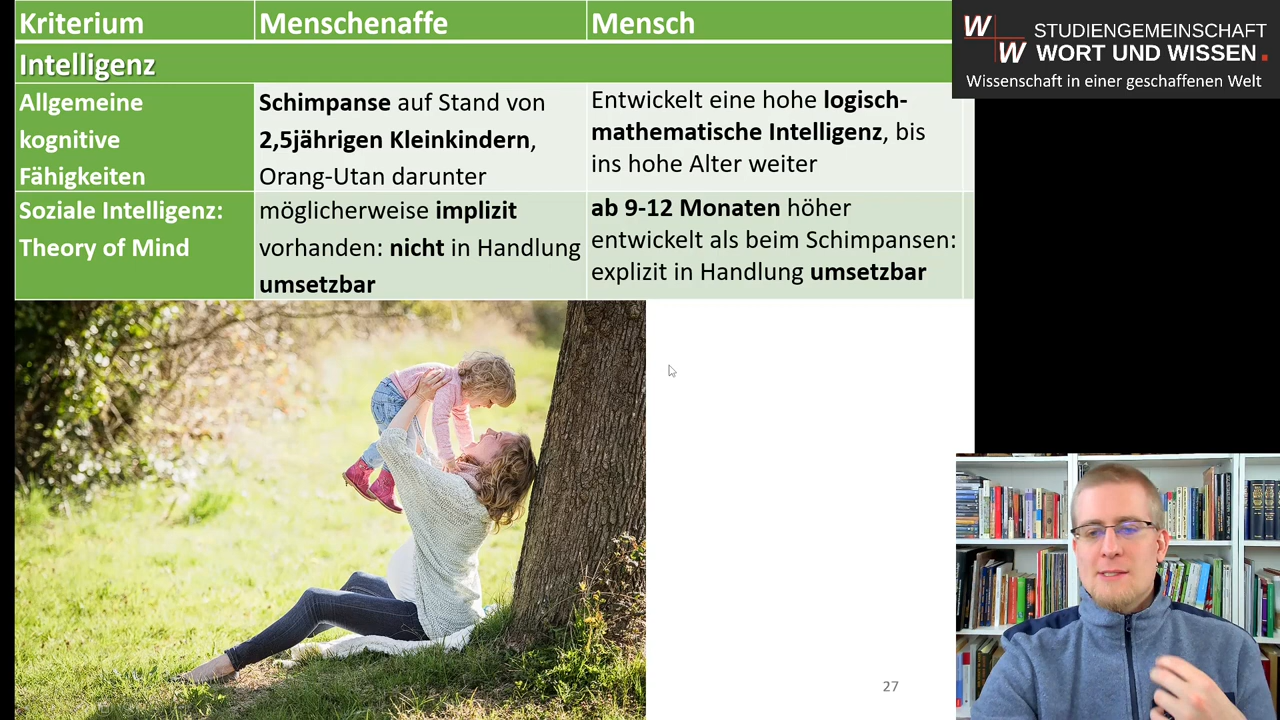 Kriterium
Menschenaffe
Mensch
Intelligenz
Allgemeine
kognitive
Fähigkeiten
Schimpanse auf Stand von
2,5jährigen Kleinkindern,
Orang-Utan darunter
Entwickelt eine hohe logisch-
mathematische Intelligenz, bis
ins hohe Alter weiter
Soziale Intelligenz:
Theory of Mind
möglicherweise implizit
vorhanden: nicht in Handlung
umsetzbar
ab 9-12 Monaten höher
entwickelt als beim Schimpansen:
explizit in Handlung umsetzbar
W
W
STUDIENGEMEINSCHAFT
WORT UND WISSEN.
Wissenschaft in einer geschaffenen Welt
27